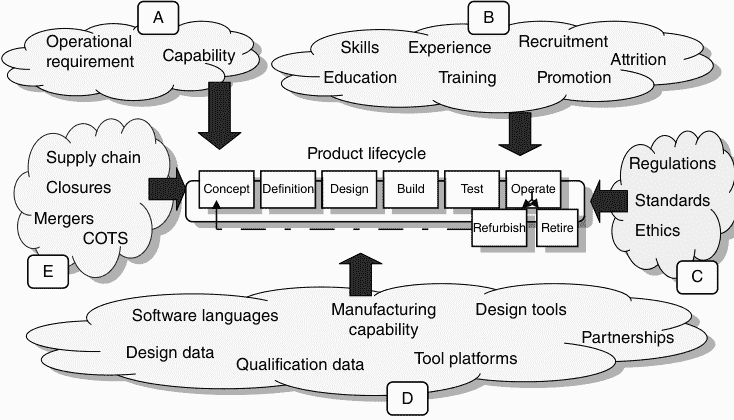 A
Operational
requirement
Capability
B
Skills
Experience
Recruitment
Attrition
Education
Training
Promotion
Supply chain
Closures
Mergers
COTS
E
Product lifecycle
Concept
Definition
Design
Build
Test
Operate
Refurbish
Retire
Regulations
Standards
Ethics
C
Software languages
Manufacturing
capability
Design tools
Partnerships
Design data
Qualification data
Tool platforms
D